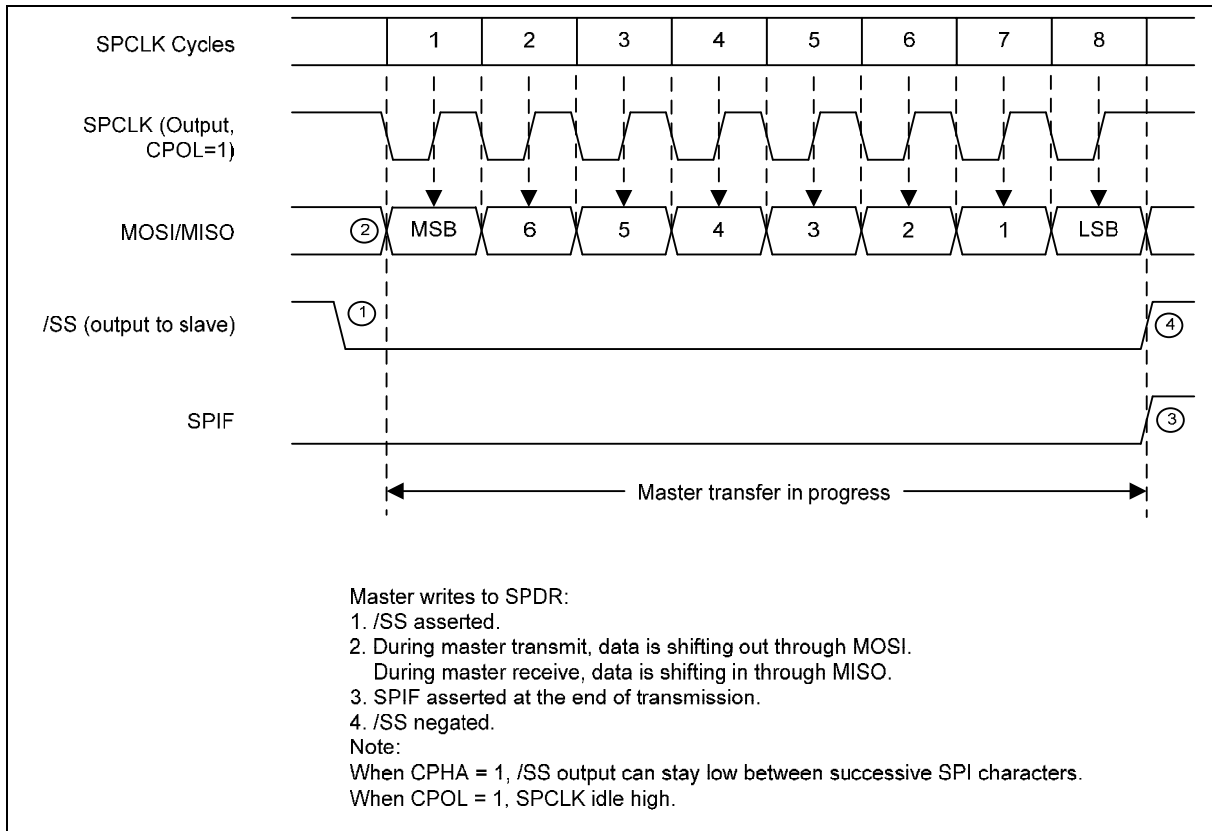 SPCLK Cycles 1 2 3 4 5 6 7 8
SPCLK (Output,
CPOL=1)
MOSI/MISO 2 MSB 6 5 4 3 2 1 LSB
/SS (output to slave) 1 4
SPIF 3
Master transfer in progress
Master writes to SPDR:
1. /SS asserted.
2. During master transmit, data is shifting out through MOSI.
During master receive, data is shifting in through MISO.
3. SPIF asserted at the end of transmission.
4. /SS negated.
Note:
When CPHA = 1, /SS output can stay low between successive SPI characters.
When CPOL = 1, SPCLK idle high.